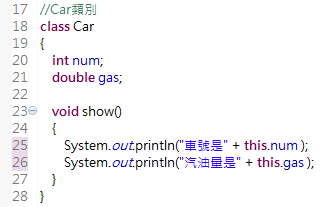 17 //Car類別
18 class Car
19 {
20 int num;
21 double gas;
22
23 void show()
24 {
25 System.out.println("車號是" + this.num );
26 System.out.println("汽油量是" + this.gas );
27 }
28 }